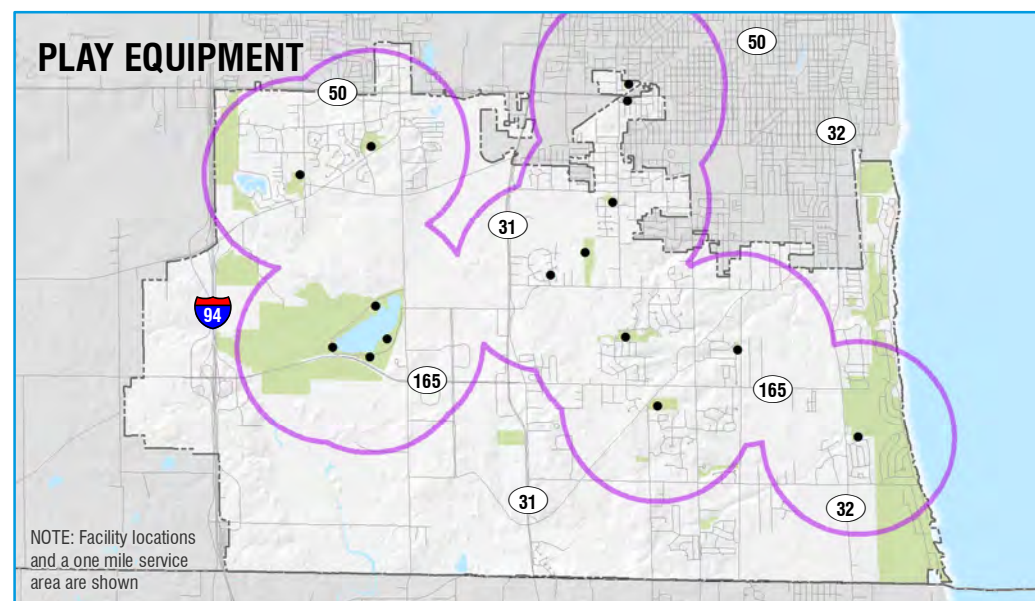 PLAY EQUIPMENT
50
50
32
31
94
165
165
31
32
NOTE: Facility locations
and a one mile service
area are shown